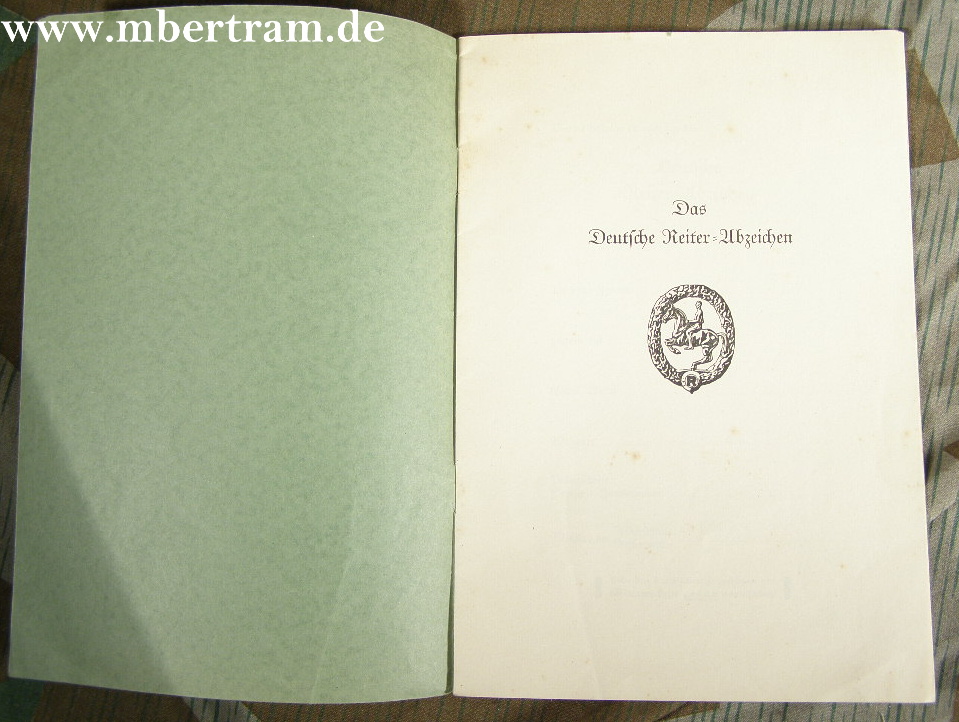 www.mbertram.de
Das
Deutsche Reiter=Abzeichen
R